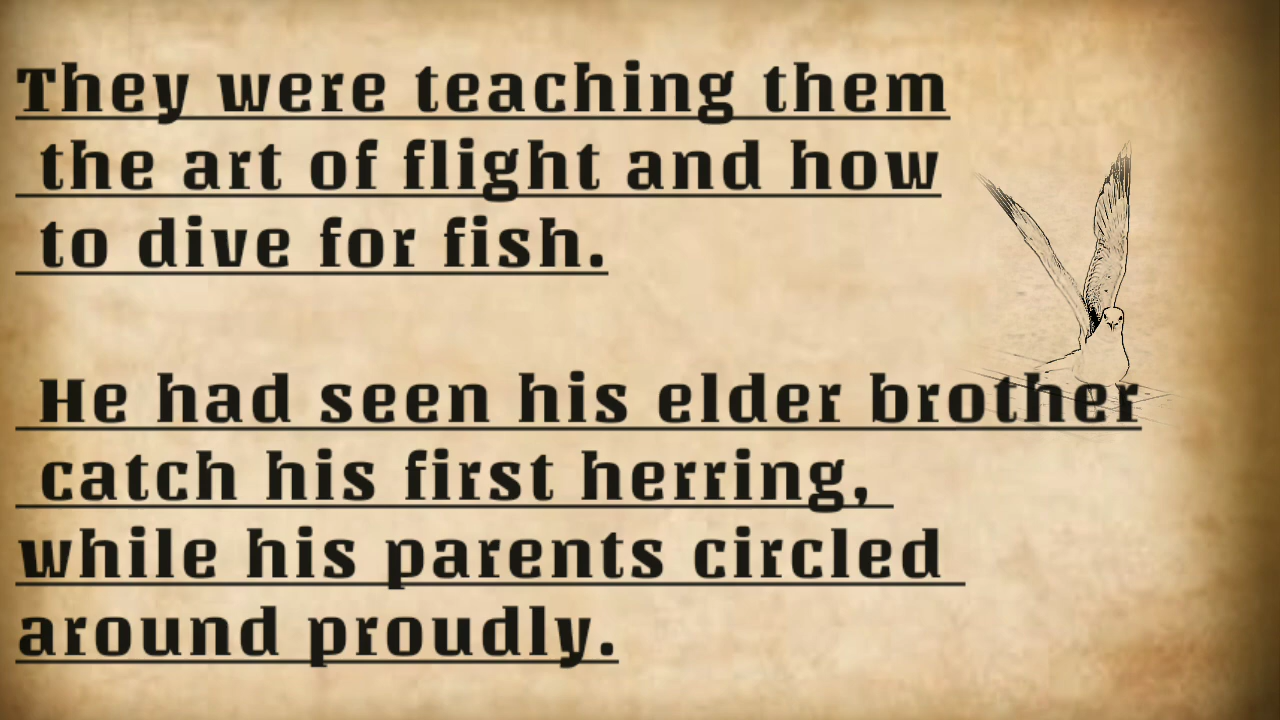 They were teaching them
the art of flight and how
to dive for fish.
He had seen his elder brother
catch his first herring,
while his parents circled
around proudly.